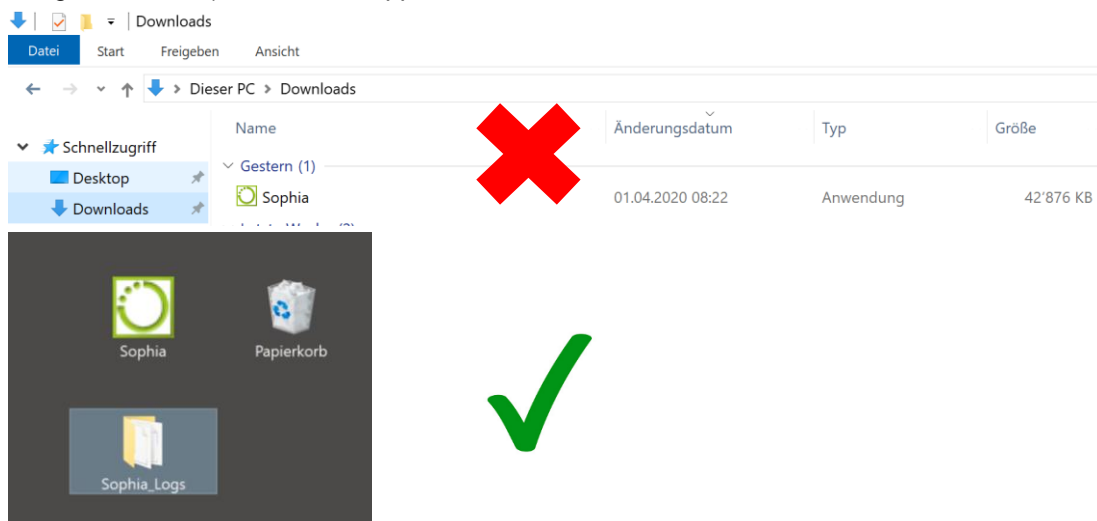 Downloads
Datei Start Freigeben Ansicht
Dieser PC > Downloads
Name Änderungsdatum Typ Größe
Schnellzugriff
Gestern (1)
Desktop
Sophia 01.04.2020 08:22 Anwendung 42'876 KB
Downloads
Sophia Papierkorb
Sophia_Logs